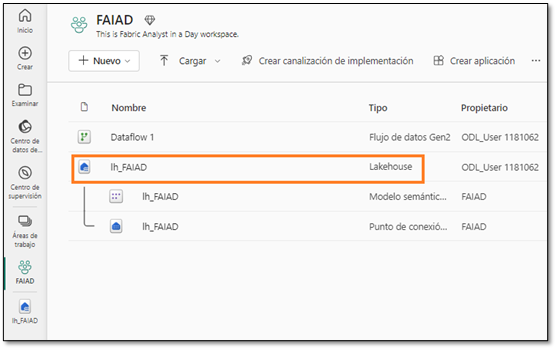 Inicio
Crear
Examinar
Centro de
datos de...
Centro de
supervisión
Áreas de
trabajo
FAIAD
lh_FAIAD
FAIAD
This is Fabric Analyst in a Day workspace.
+ Nuevo
Cargar
Crear canalización de implementación
Crear aplicación
...
Nombre Tipo Propietario
Dataflow 1 Flujo de datos Gen2 ODL_User 1181062
lh_FAIAD Lakehouse ODL_User 1181062
lh_FAIAD Modelo semántic... FAIAD
lh_FAIAD Punto de conexió... FAIAD